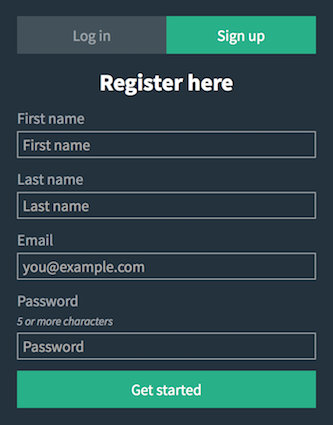 Log in
Sign up
Register here
First name
First name
Last name
Last name
Email
you@example.com
Password
5 or more characters
Password
Get started